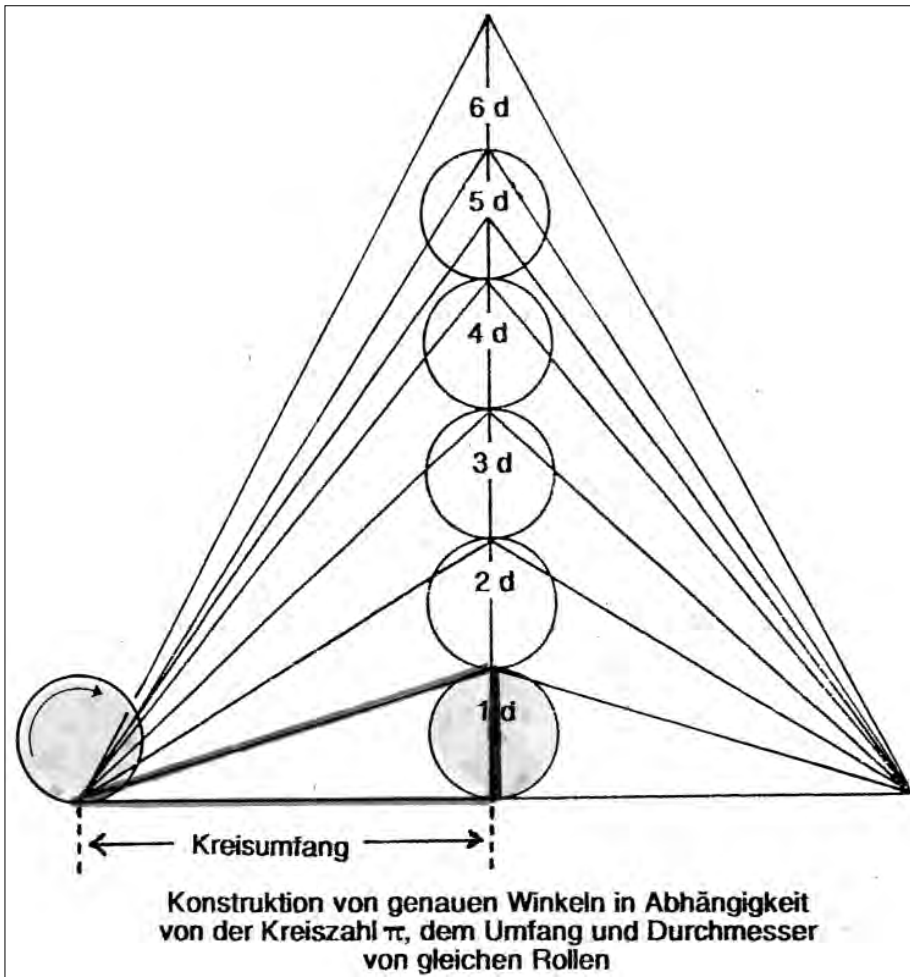 6 d
5 d
4 d
3 d
2 d
1 d
Kreisumfang
Konstruktion von genauen Winkeln in Abhängigkeit
von der Kreiszahl π, dem Umfang und Durchmesser
von gleichen Rollen